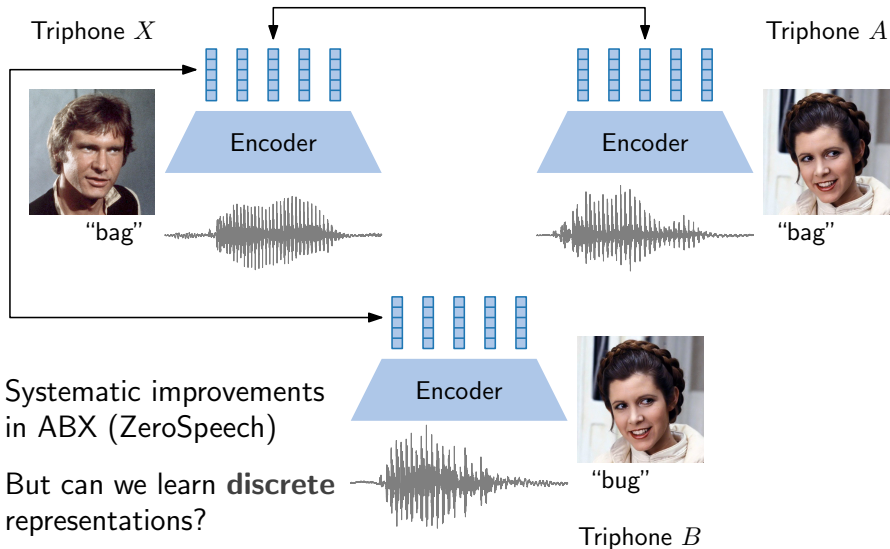 Triphone X
Triphone A
Encoder
Encoder
“bag”
“bag”
Encoder
Systematic improvements
in ABX (ZeroSpeech)
But can we learn discrete
representations?
“bug”
Triphone B